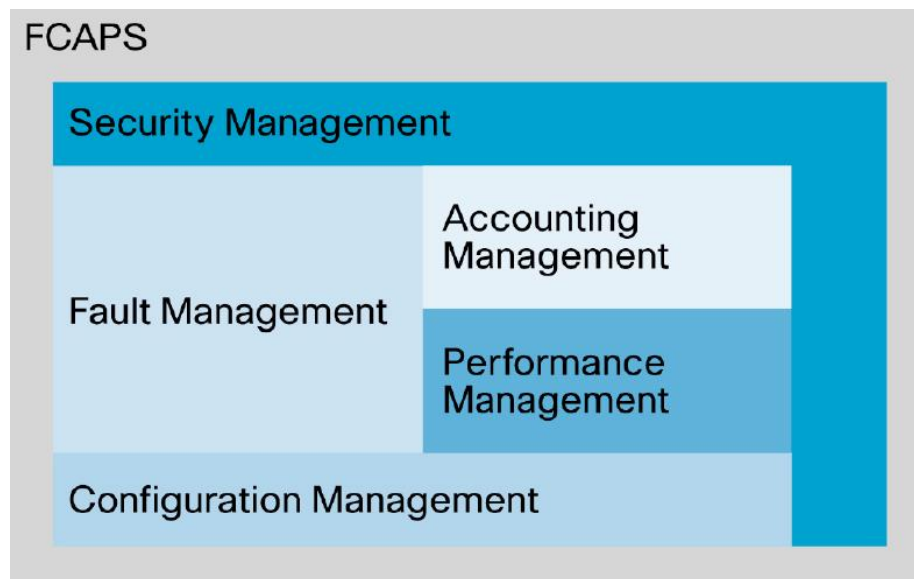 FCAPS
Security Management
Accounting
Management
Fault Management
Performance
Management
Configuration Management